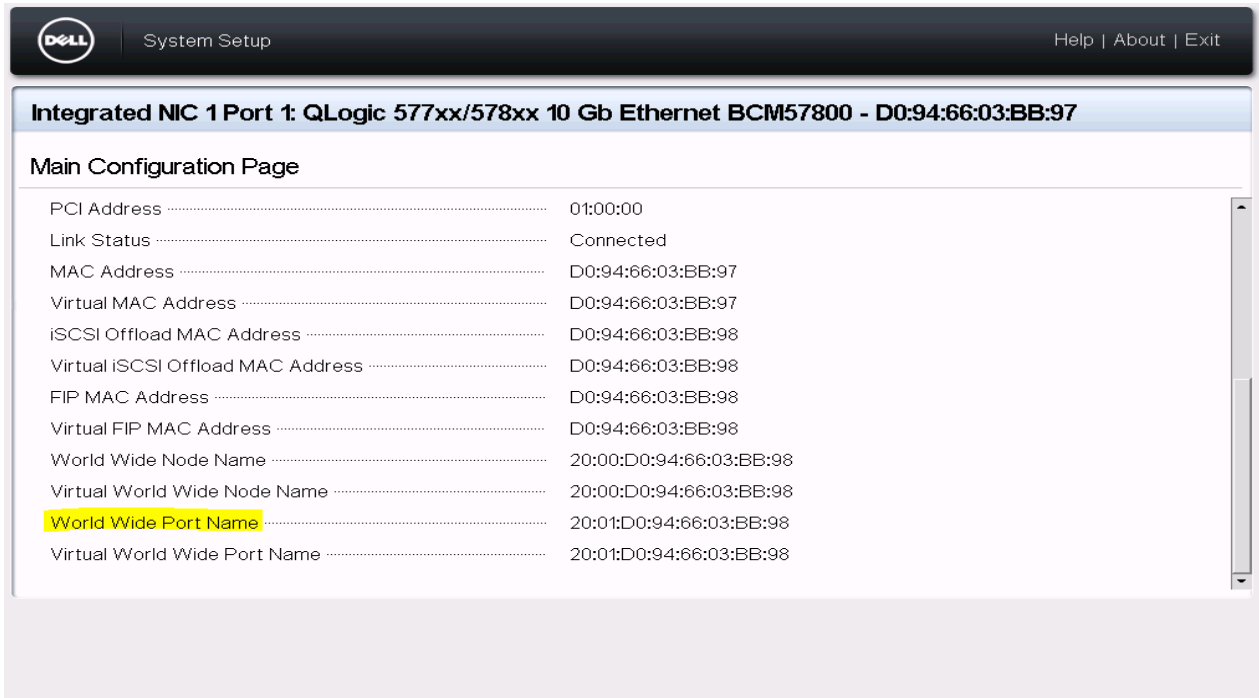 DELL System Setup Help | About | Exit
Integrated NIC 1 Port 1: QLogic 577xx/578xx 10 Gb Ethernet BCM57800 - D0:94:66:03:BB:97
Main Configuration Page
PCI Address 01:00:00
Link Status Connected
MAC Address D0:94:66:03:BB:97
Virtual MAC Address D0:94:66:03:BB:97
iSCSI Offload MAC Address D0:94:66:03:BB:98
Virtual iSCSI Offload MAC Address D0:94:66:03:BB:98
FIP MAC Address D0:94:66:03:BB:98
Virtual FIP MAC Address D0:94:66:03:BB:98
World Wide Node Name 20:00:D0:94:66:03:BB:98
Virtual World Wide Node Name 20:00:D0:94:66:03:BB:98
World Wide Port Name 20:01:D0:94:66:03:BB:98
Virtual World Wide Port Name 20:01:D0:94:66:03:BB:98